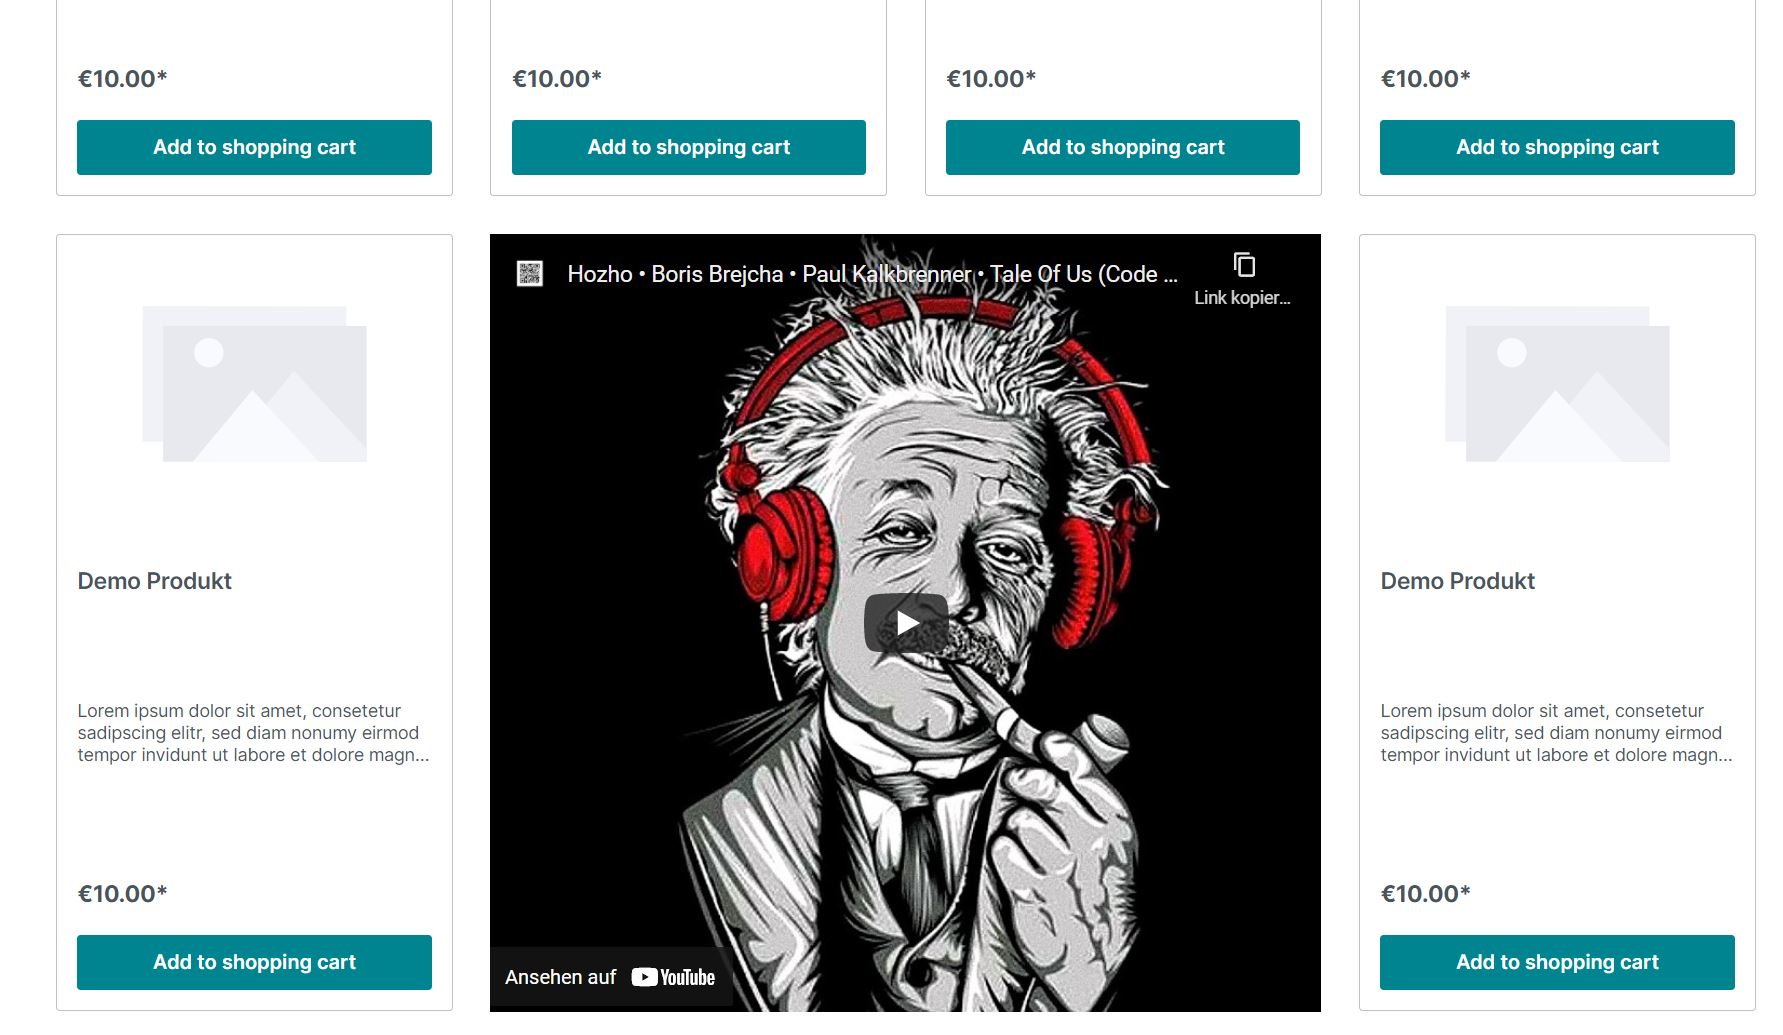 €10.00*
€10.00*
€10.00*
€10.00*
Add to shopping cart
Add to shopping cart
Add to shopping cart
Add to shopping cart
Demo Produkt
Lorem ipsum dolor sit amet, consetetur
sadipscing elitr, sed diam nonumy eirmod
tempor invidunt ut labore et dolore magn...
€10.00*
Add to shopping cart
Hozho • Boris Brejcha • Paul Kalkbrenner • Tale Of Us (Code ...
Link kopier...
Ansehen auf YouTube
Demo Produkt
Lorem ipsum dolor sit amet, consetetur
sadipscing elitr, sed diam nonumy eirmod
tempor invidunt ut labore et dolore magn...
€10.00*
Add to shopping cart